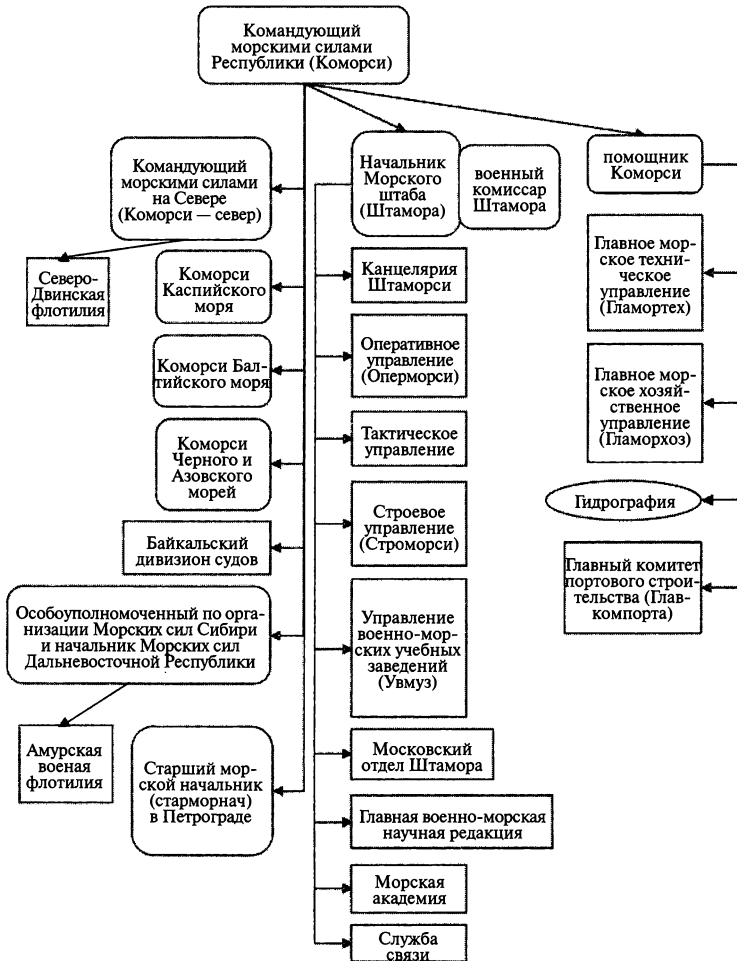 Командующий
морскими силами
Республики (Коморси)
Командующий
морскими силами
на Севере
(Коморси — север)
Северо-
Двинская
флотилия
Коморси
Каспийского
моря
Коморси Бал-
тийского моря
Коморси
Черного и
Азовского
морей
Байкальский
дивизион судов
Особоуполномоченный по орга-
низации Морских сил Сибири
и начальник Морских сил
Дальневосточной Республики
Амурская
военая
флотилия
Старший мор-
ской начальник
(старморнач)
в Петрограде
Начальник
Морского
штаба
(Штамора)
военный
комиссар
Штамора
Канцелярия
Штаморси
Оперативное
управление
(Оперморси)
Тактическое
управление
Строевое
управление
(Строморси)
Управление
военно-мор-
ских учебных
заведений
(Увмуз)
Московский
отдел Штамора
Главная военно-морская
научная редакция
Морская
академия
Служба
связи
помощник
Коморси
Главное мор-
ское техни-
ческое
управление
(Гламортех)
Главное мор-
ское хозяй-
ственное
управление
(Гламорхоз)
Гидрография
Главный комитет
портового строи-
тельства (Глав-
компорта)